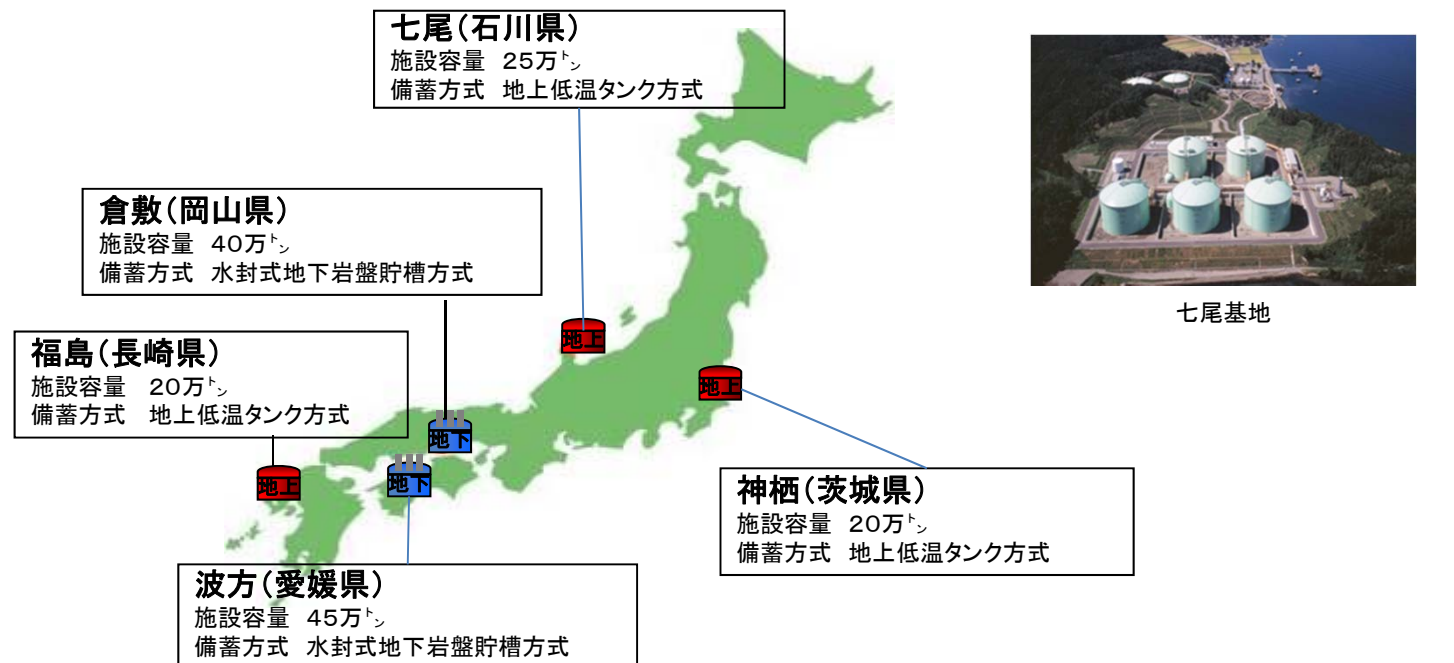 七尾(石川県)
施設容量 25万㌧
備蓄方式 地上低温タンク方式
倉敷(岡山県)
施設容量 40万㌧
備蓄方式 水封式地下岩盤貯槽方式
七尾基地
福島(長崎県)
施設容量 20万㌧
備蓄方式 地上低温タンク方式
地上
地上
地下
地下
地上
神栖(茨城県)
施設容量 20万㌧
備蓄方式 地上低温タンク方式
波方(愛媛県)
施設容量 45万㌧
備蓄方式 水封式地下岩盤貯槽方式